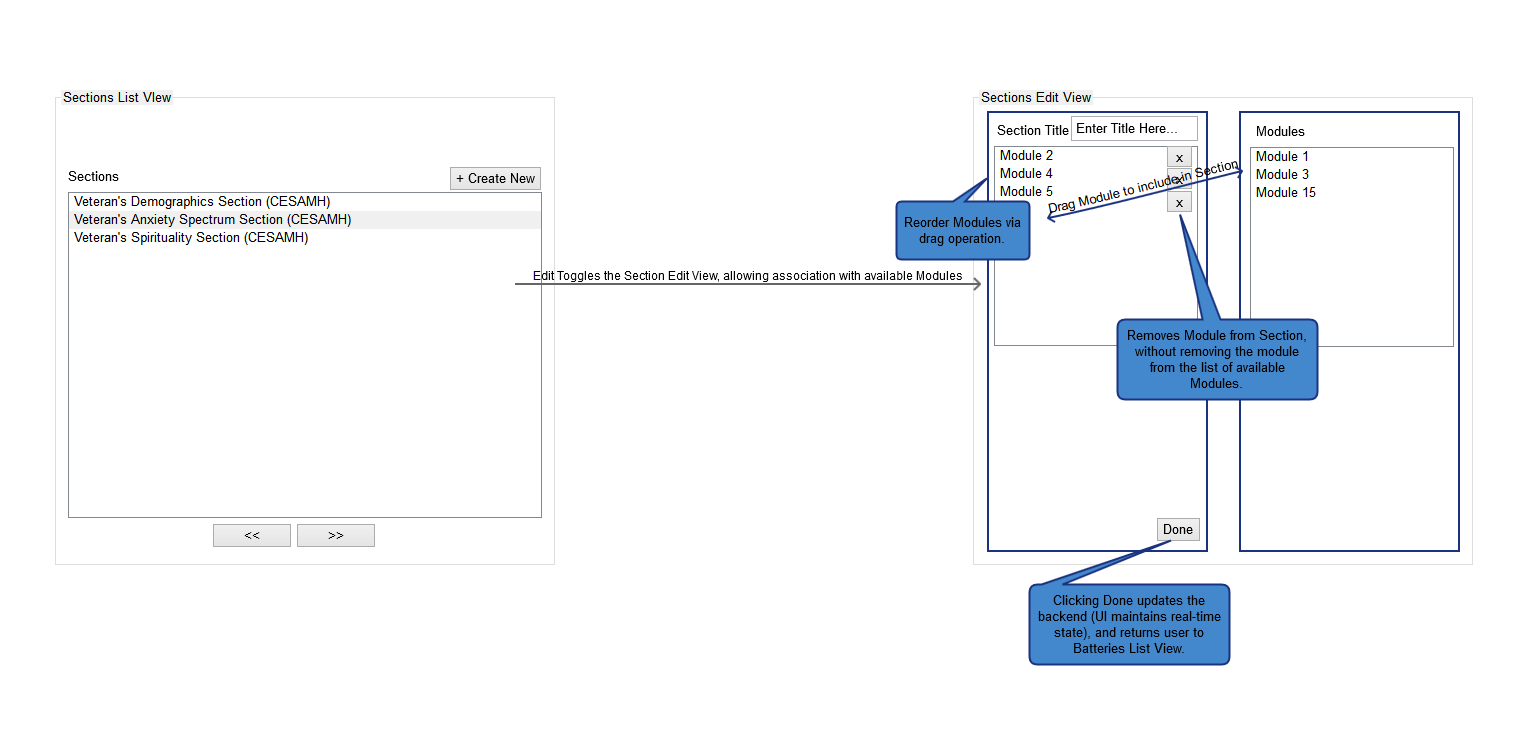 Sections List VIew
Sections
+ Create New
Veteran's Demographics Section (CESAMH)
Veteran's Anxiety Spectrum Section (CESAMH)
Veteran's Spirituality Section (CESAMH)
<<
>>
Edit Toggles the Section Edit View, allowing association with available Modules
Sections Edit View
Section Title
Enter Title Here...
Module 2
x
Module 4
x
Module 5
x
Drag Module to include in Section
Reorder Modules via
drag operation.
Modules
Module 1
Module 3
Module 15
Removes Module from Section,
without removing the module
from the list of available
Modules.
Done
Clicking Done updates the
backend (UI maintains real-time
state), and returns user to
Batteries List View.